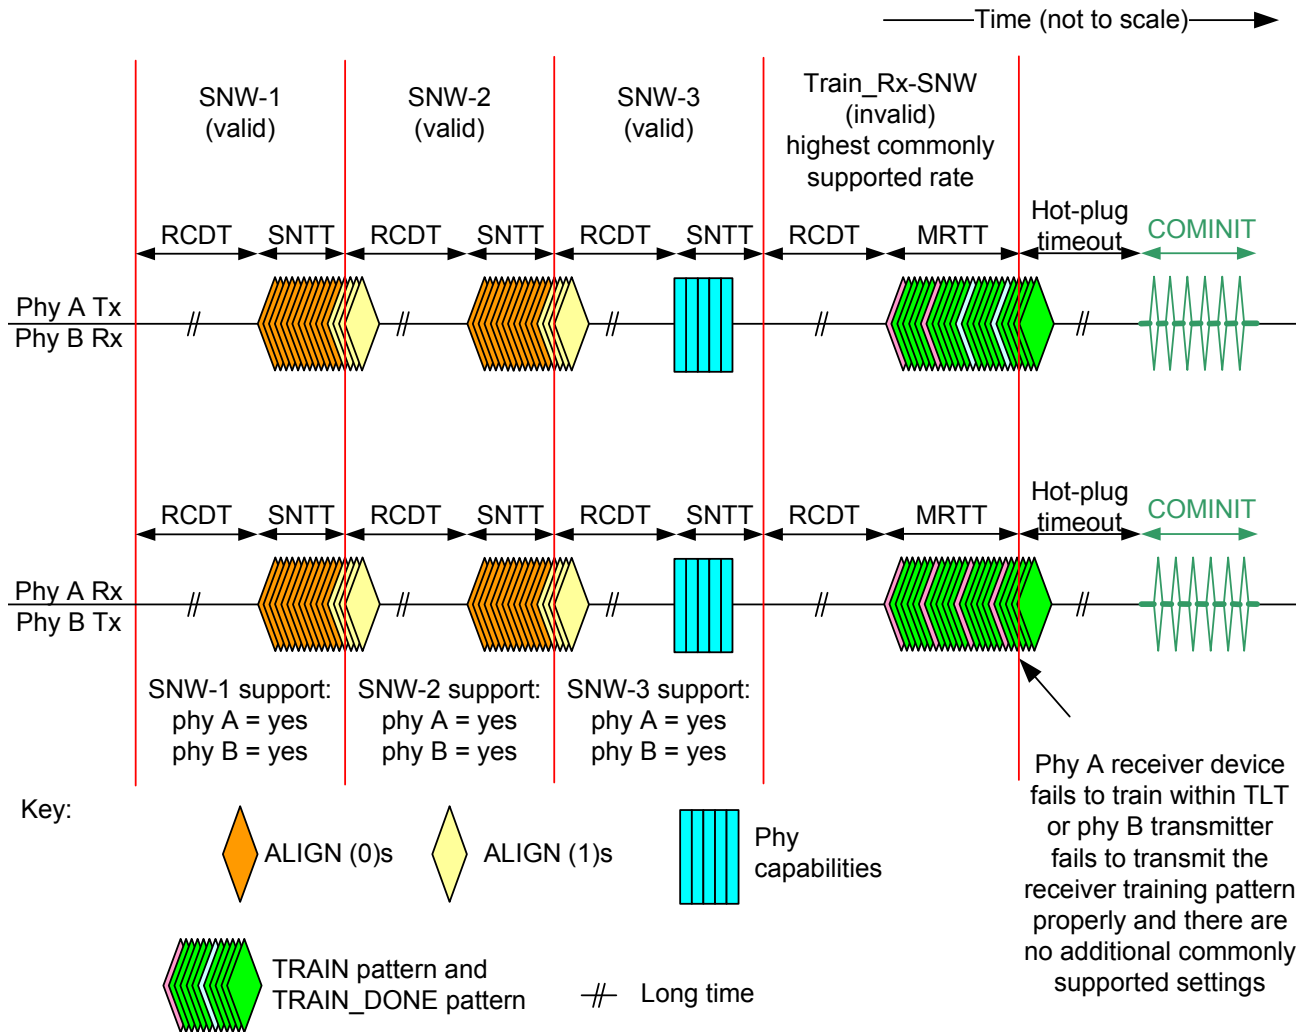 Time (not to scale)
SNW-1
(valid)
SNW-2
(valid)
SNW-3
(valid)
Train_Rx-SNW
(invalid)
highest commonly
supported rate
RCDT
SNTT
RCDT
SNTT
RCDT
SNTT
RCDT
MRTT
Hot-plug
timeout
COMINIT
Phy A Tx
Phy B Rx
RCDT
SNTT
RCDT
SNTT
RCDT
SNTT
RCDT
MRTT
Hot-plug
timeout
COMINIT
Phy A Rx
Phy B Tx
SNW-1 support:
phy A = yes
phy B = yes
SNW-2 support:
phy A = yes
phy B = yes
SNW-3 support:
phy A = yes
phy B = yes
Phy A receiver device
fails to train within TLT
or phy B transmitter
fails to transmit the
receiver training pattern
properly and there are
no additional commonly
supported settings
Key:
ALIGN (0)s
ALIGN (1)s
Phy
capabilities
TRAIN pattern and
TRAIN_DONE pattern
Long time